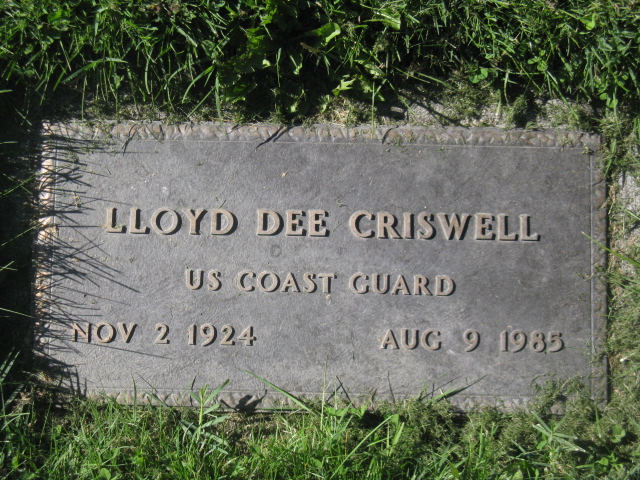 LLOYD DEE CRISWELL
US COAST GUARD
NOV 2 1924 AUG 9 1985